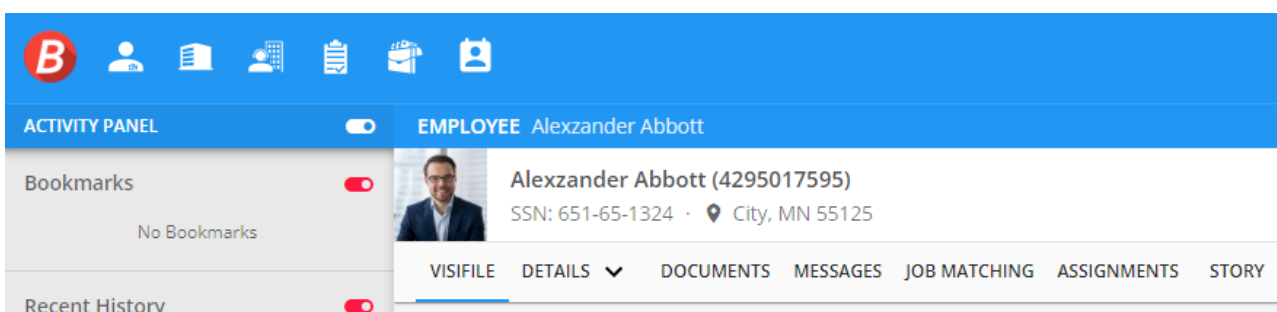 B
ACTIVITY PANEL
EMPLOYEE Alexzander Abbott
Bookmarks
No Bookmarks
Recent History
Alexzander Abbott (4295017595)
SSN: 651-65-1324 · City, MN 55125
VISIFILE DETAILS DOCUMENTS MESSAGES JOB MATCHING ASSIGNMENTS STORY